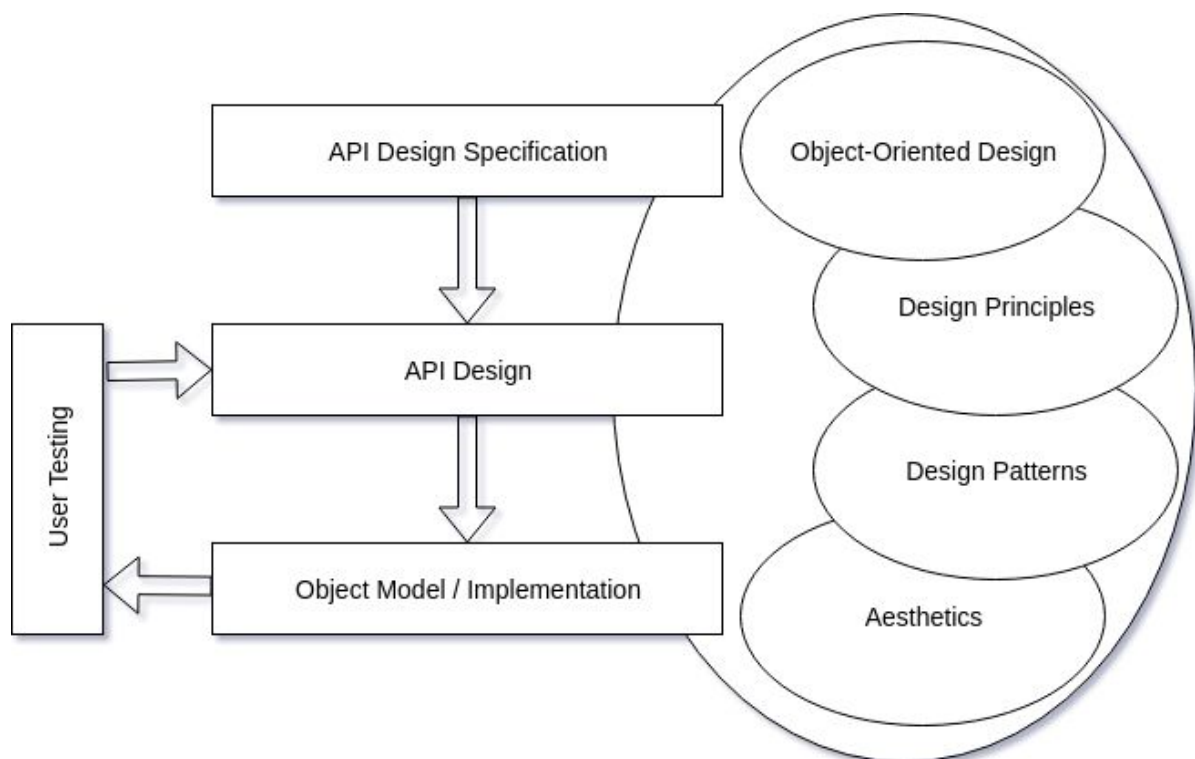 API Design Specification
Object-Oriented Design
Design Principles
API Design
User Testing
Design Patterns
Object Model / Implementation
Aesthetics